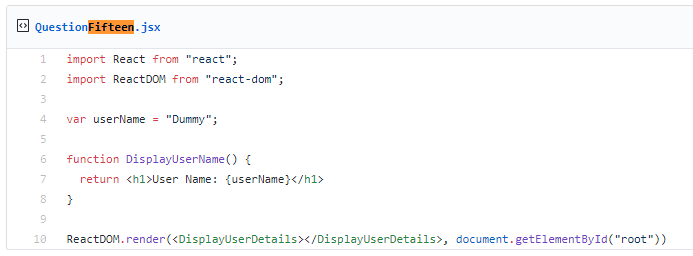 QuestionFifteen.jsx
1 import React from "react";
2 import ReactDOM from "react-dom";
3
4 var userName = "Dummy";
5
6 function DisplayUserName() {
7   return <h1>User Name: {userName}</h1>
8 }
9
10 ReactDOM.render(<DisplayUserDetails></DisplayUserDetails>, document.getElementById("root"))